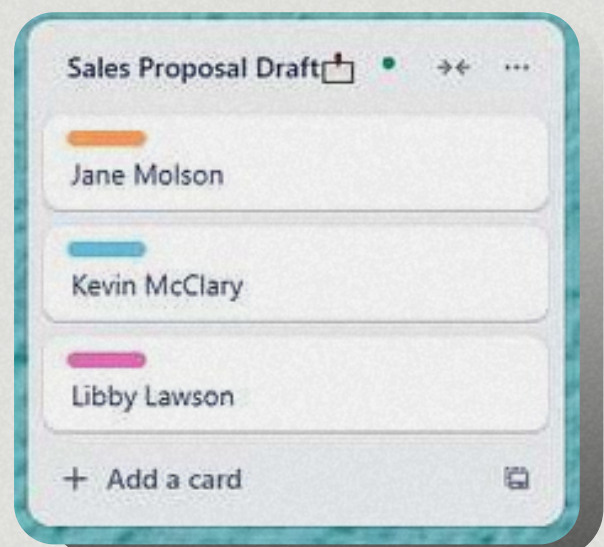 Sales Proposal Draft
Jane Molson
Kevin McClary
Libby Lawson
+ Add a card